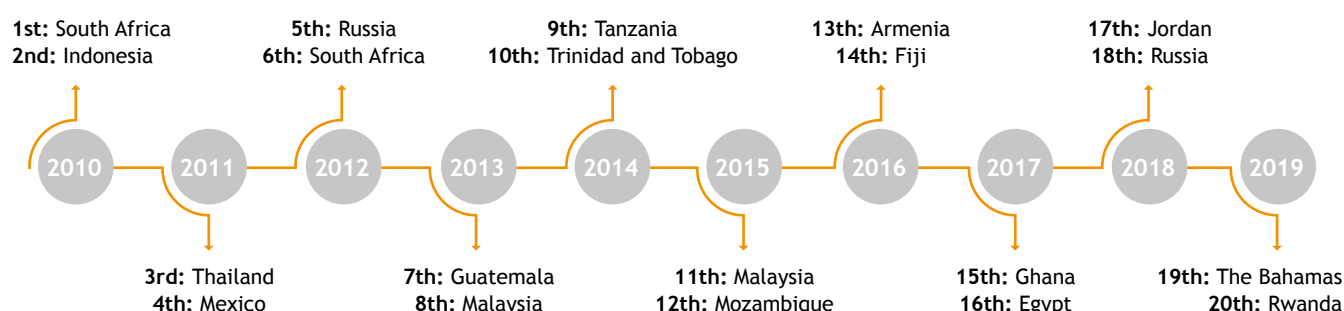 1st: South Africa
2nd: Indonesia
5th: Russia
6th: South Africa
9th: Tanzania
10th: Trinidad and Tobago
13th: Armenia
14th: Fiji
17th: Jordan
18th: Russia
2010
2011
2012
2013
2014
2015
2016
2017
2018
2019
3rd: Thailand
4th: Mexico
7th: Guatemala
8th: Malaysia
11th: Malaysia
12th: Mozambique
15th: Ghana
16th: Egypt
19th: The Bahamas
20th: Rwanda